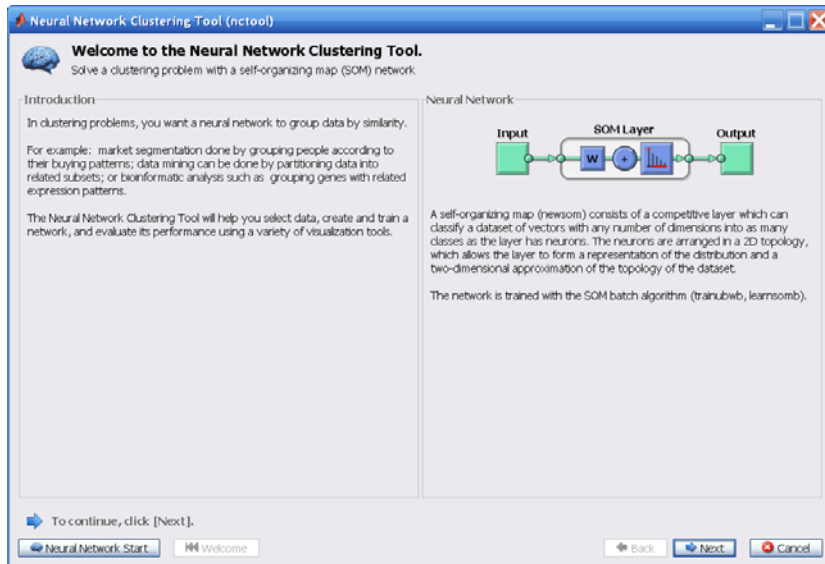 Neural Network Clustering Tool (nctool)
Welcome to the Neural Network Clustering Tool.
Solve a clustering problem with a self-organizing map (SOM) network
Introduction
In clustering problems, you want a neural network to group data by similarity.
For example: market segmentation done by grouping people according to
their buying patterns; data mining can be done by partitioning data into
related subsets; or bioinformatic analysis such as grouping genes with related
expression patterns.
The Neural Network Clustering Tool will help you select data, create and train a
network, and evaluate its performance using a variety of visualization tools.
Neural Network
Input
SOM Layer
Output
W
+
A self-organizing map (newsom) consists of a competitive layer which can
classify a dataset of vectors with any number of dimensions into as many
classes as the layer has neurons. The neurons are arranged in a 2D topology,
which allows the layer to form a representation of the distribution and a
two-dimensional approximation of the topology of the dataset.
The network is trained with the SOM batch algorithm (trainubwb, learnsomb).
To continue, click [Next].
Neural Network Start
Welcome
Back
Next
Cancel